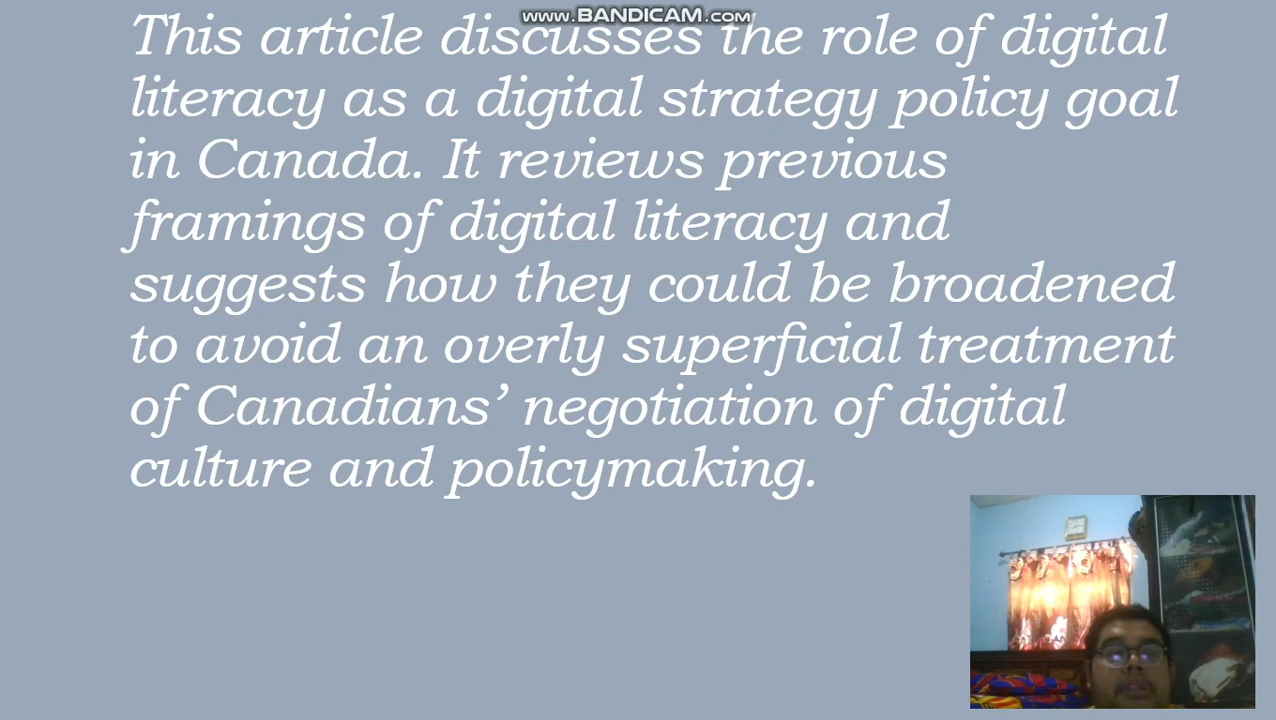 www.BANDICAM.com
This article discusses the role of digital
literacy as a digital strategy policy goal
in Canada. It reviews previous
framings of digital literacy and
suggests how they could be broadened
to avoid an overly superficial treatment
of Canadians’ negotiation of digital
culture and policymaking.